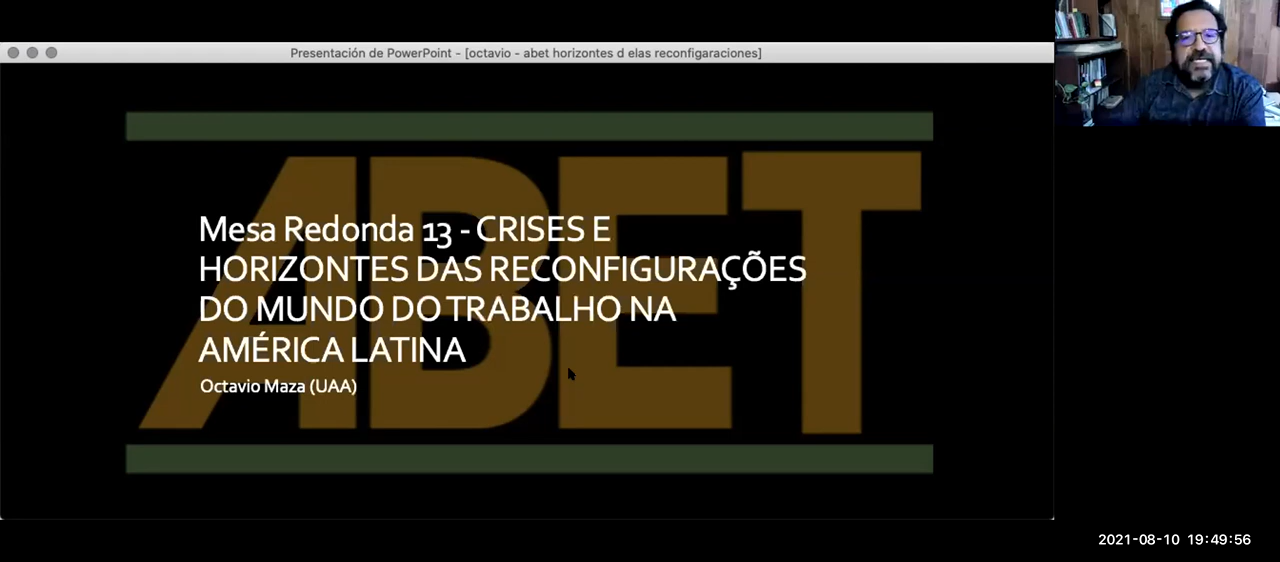 Presentación de PowerPoint - [octavio - abet horizontes d elas reconfigaraciones]
ABET
Mesa Redonda 13 - CRISES E
HORIZONTES DAS RECONFIGURAÇÕES
DO MUNDO DO TRABALHO NA
AMÉRICA LATINA
Octavio Maza (UAA)
2021-08-10 19:49:56